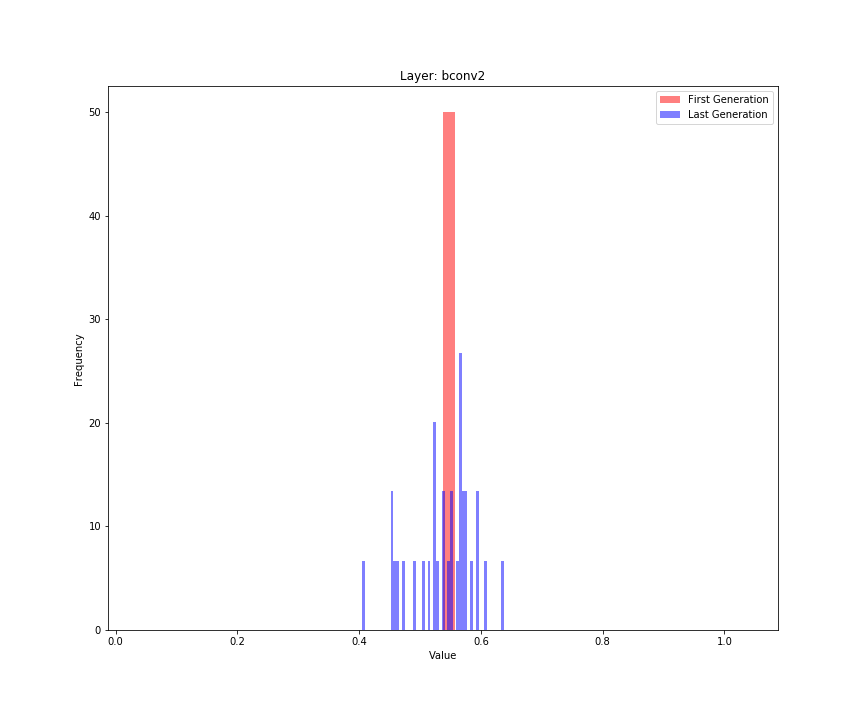 Layer: bconv2
First Generation
Last Generation
50
40
30
20
10
0
Frequency
0.0 0.2 0.4 0.6 0.8 1.0
Value